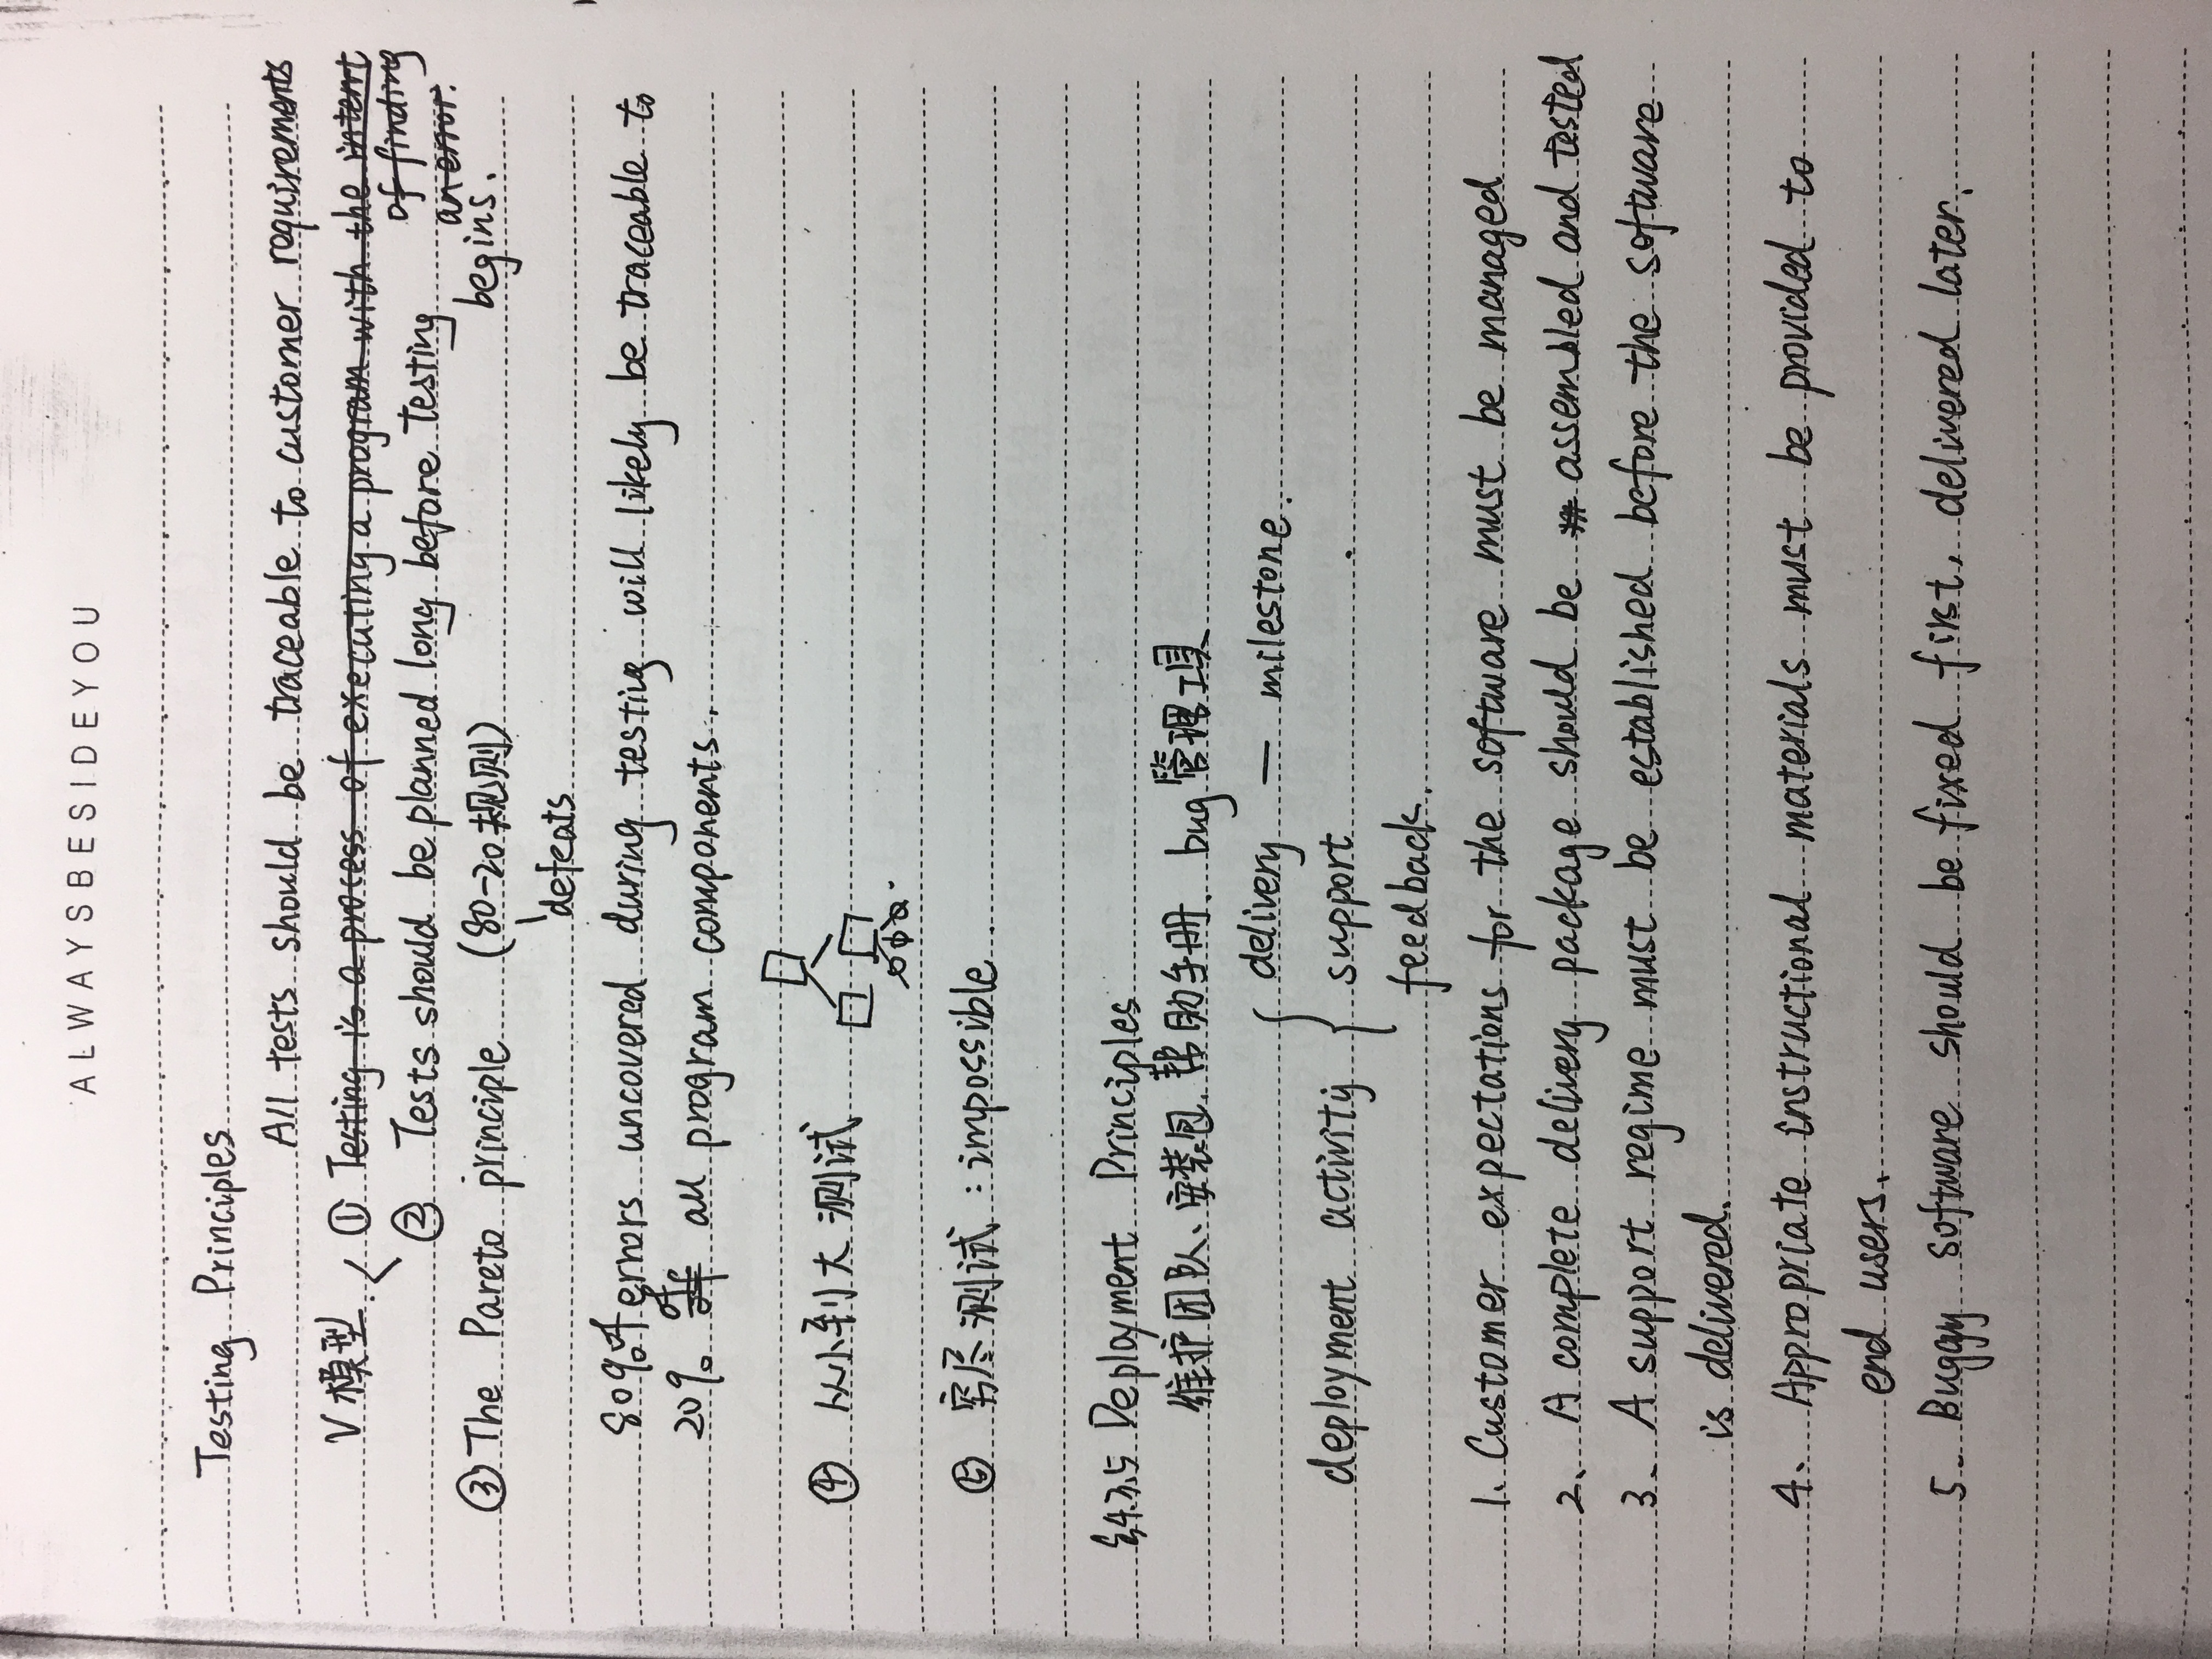 ALWAYSBESIDEYOU
Testing Principles
All tests should be traceable to customer requirements
V模型 ① Testing is a process of executing a program with the intent
of finding
an error.
② Tests should be planned long before testing
begins.
③ The Pareto principle (80-20规则)
defeats
80% of errors uncovered during testing will likely be traceable to
20% of all program components.
④ 从小到大测试
⑤ 穷尽测试: impossible.
§4.3.5 Deployment Principles
维护团队、安装包、帮助手册、bug管理工具
delivery — milestone.
deployment activity { support
feedback.
1. Customer expectations for the software must be managed
2. A complete delivery package should be assembled and tested
3. A support regime must be established before the software
is delivered.
4. Appropriate instructional materials must be provided to
end users.
5. Buggy software should be fixed first, delivered later.